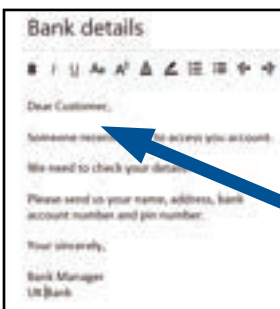 Bank details
B I U
Dear Customer,
Someone to access you account.
We need to check your details.
Please send us your name, address, bank
account number and pin number.
Your sincerely,
Bank Manager
UK Bank